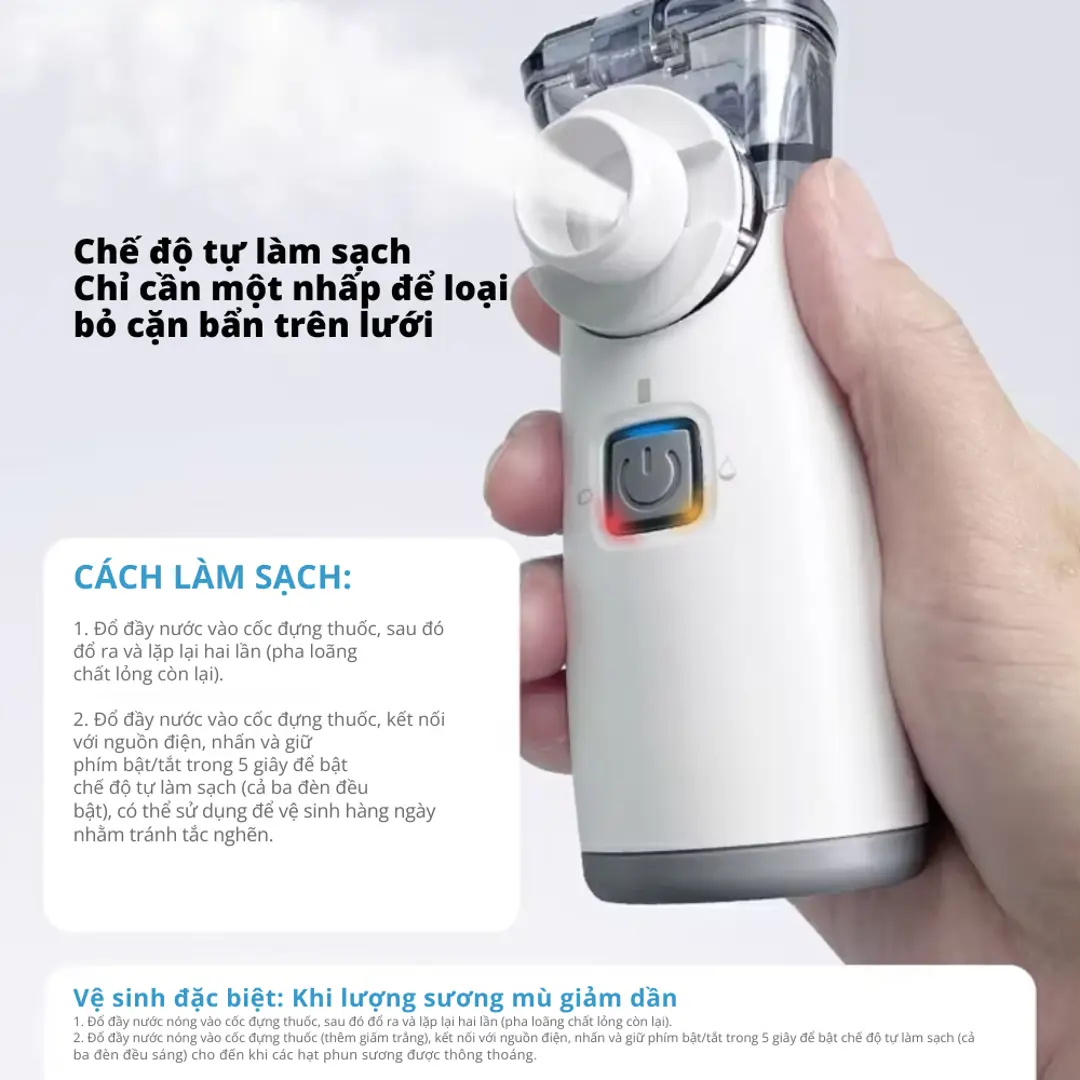 Chế độ tự làm sạch
Chỉ cần một nhấp để loại
bỏ cặn bẩn trên lưới
CÁCH LÀM SẠCH:
1. Đổ đầy nước vào cốc đựng thuốc, sau đó
đổ ra và lặp lại hai lần (pha loãng
chất lỏng còn lại).
2. Đổ đầy nước vào cốc đựng thuốc, kết nối
với nguồn điện, nhấn và giữ
phím bật/tắt trong 5 giây để bật
chế độ tự làm sạch (cả ba đèn đều
bật), có thể sử dụng để vệ sinh hàng ngày
nhằm tránh tắc nghẽn.
Vệ sinh đặc biệt: Khi lượng sương mù giảm dần
1. Đổ đầy nước nóng vào cốc đựng thuốc, sau đó đổ ra và lặp lại hai lần (pha loãng chất lỏng còn lại).
2. Đổ đầy nước nóng vào cốc đựng thuốc (thêm giấm trắng), kết nối với nguồn điện, nhấn và giữ phím bật/tắt trong 5 giây để bật chế độ tự làm sạch (cả
ba đèn đều sáng) cho đến khi các hạt phun sương được thông thoáng.